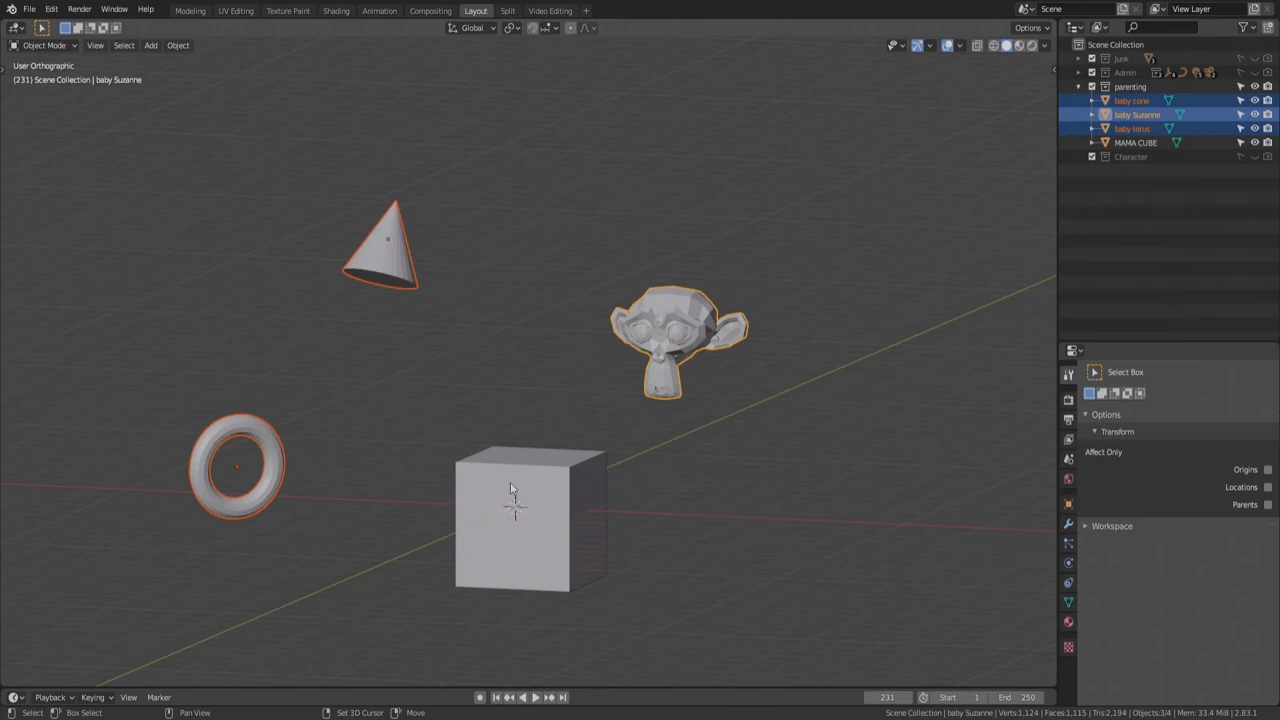 File Edit Render Window Help Modeling UV Editing Texture Paint Shading Animation Compositing Layout Split Video Editing + Scene View Layer
Global Options
Object Mode View Select Add Object
User Orthographic
(231) Scene Collection | baby Suzanne
Scene Collection
Junk
Admin
parenting
baby cone
baby Suzanne
baby torus
MAMA CUBE
Character
Select Box
Options
Transform
Affect Only
Origins
Locations
Parents
Workspace
Playback Keying View Marker 231 Start 1 End 250
Select Box Select Pan View Set 3D Cursor Move Scene Collection | baby Suzanne | Verts:1,124 | Faces:1,115 | Tris:2,194 | Objects:3/4 | Mem: 33.4 MiB | 2.83.1